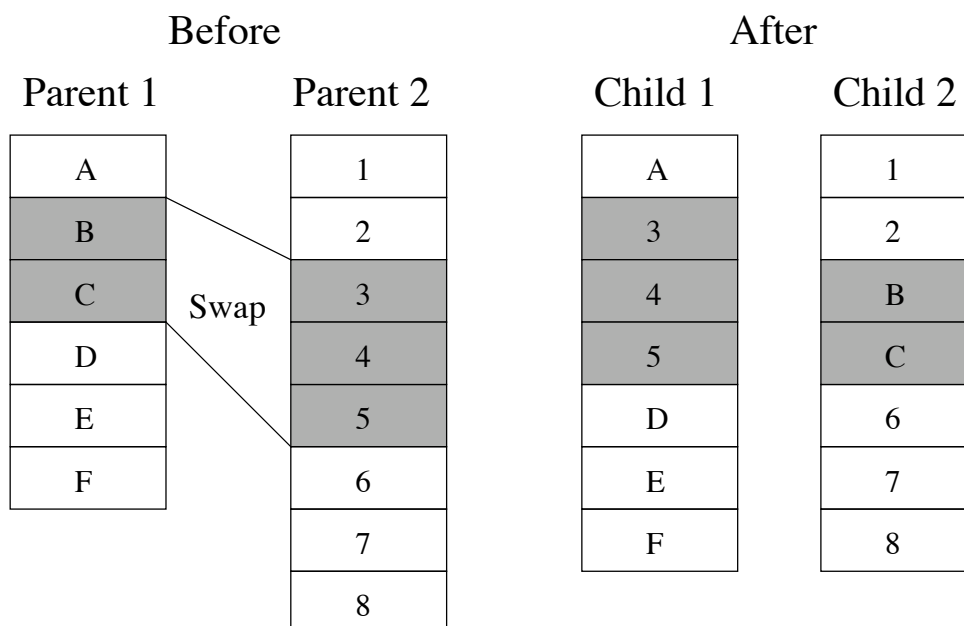 Before After
Parent 1 Parent 2 Child 1 Child 2
A 1 A 1
B 2 3 2
C Swap 3 4 B
D 4 5 C
E 5 D 6
F 6 E 7
7 F 8
8